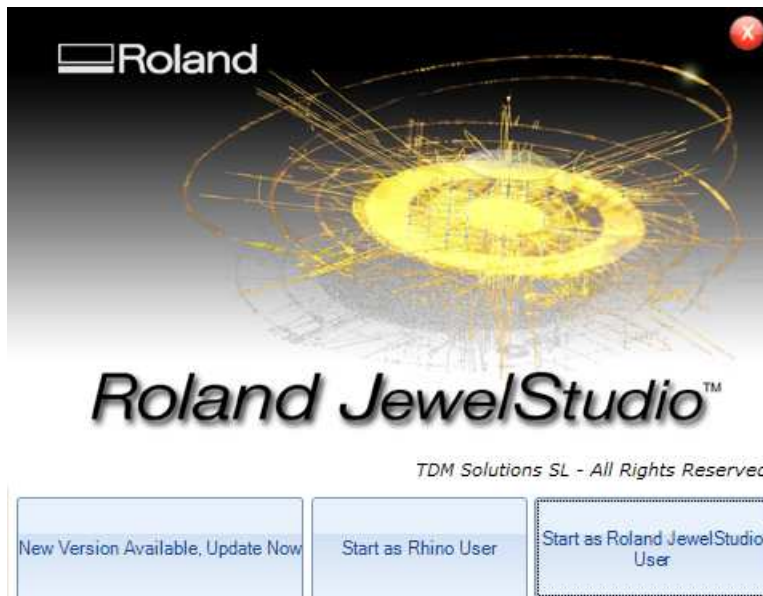 Roland
Roland JewelStudio™
TDM Solutions SL - All Rights Reserved
New Version Available, Update Now
Start as Rhino User
Start as Roland JewelStudio
User